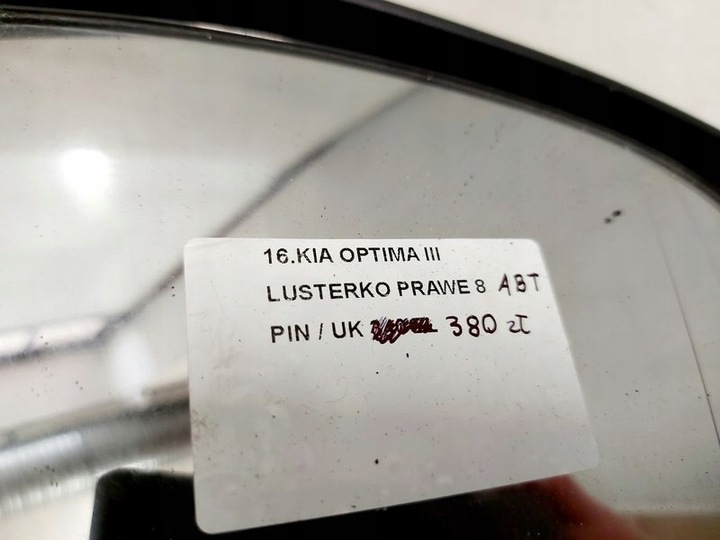 16.KIA OPTIMA III
LUSTERKO PRAWE 8 ABT
PIN / UK 380 zł